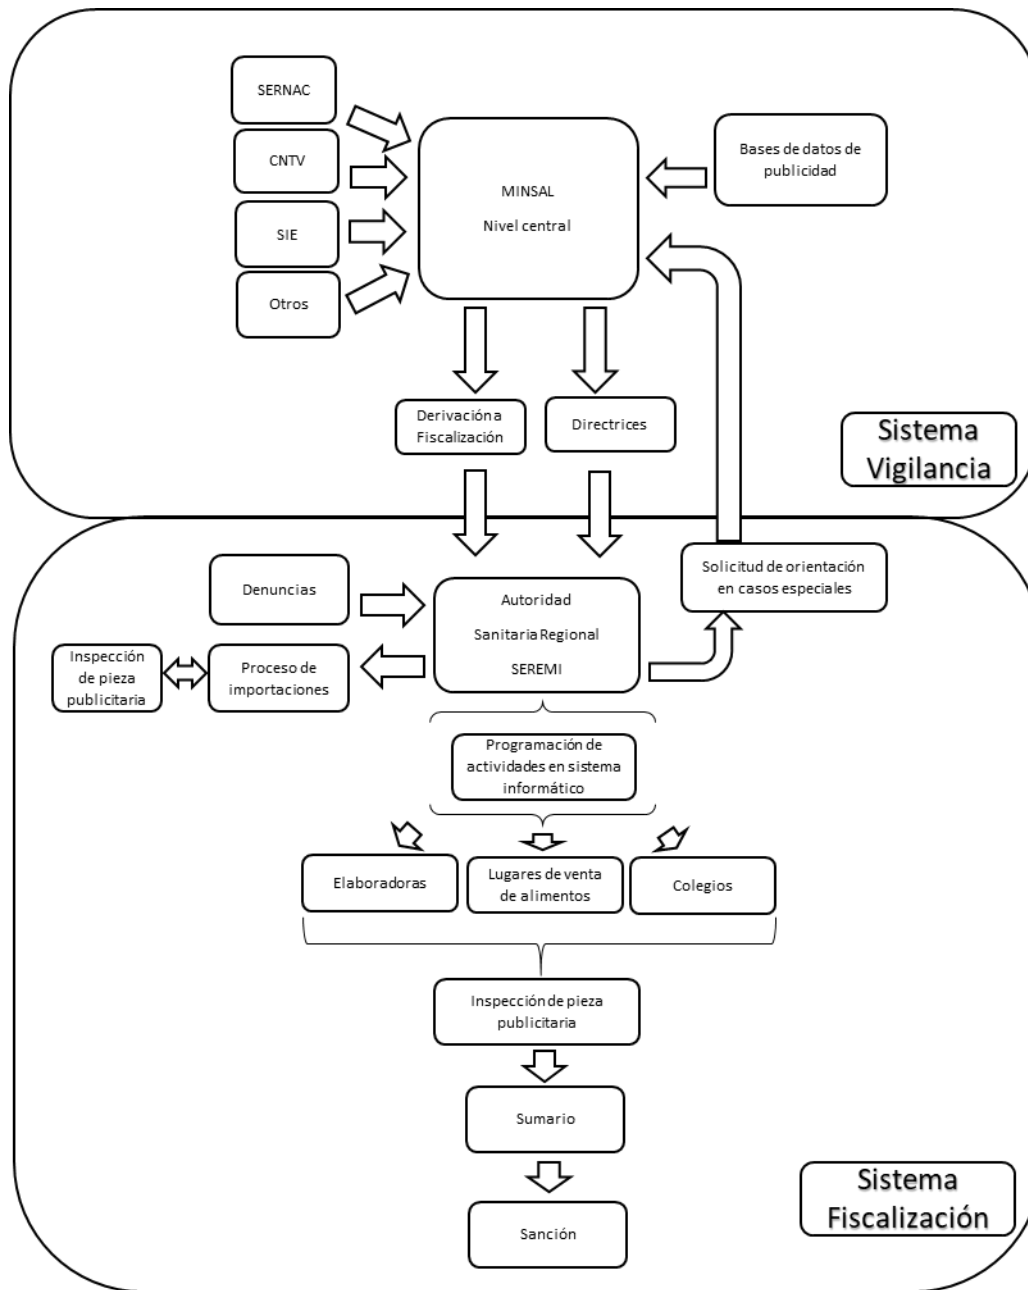 SERNAC
CNTV
SIE
Otros
MINSAL
Nivel central
Bases de datos de
publicidad
Derivación a
Fiscalización
Directrices
Sistema
Vigilancia
Denuncias
Autoridad
Sanitaria Regional
SEREMI
Solicitud de orientación
en casos especiales
Inspección
de pieza
publicitaria
Proceso de
importaciones
Programación de
actividades en sistema
informático
Elaboradoras
Lugares de venta
de alimentos
Colegios
Inspección de pieza
publicitaria
Sumario
Sanción
Sistema
Fiscalización